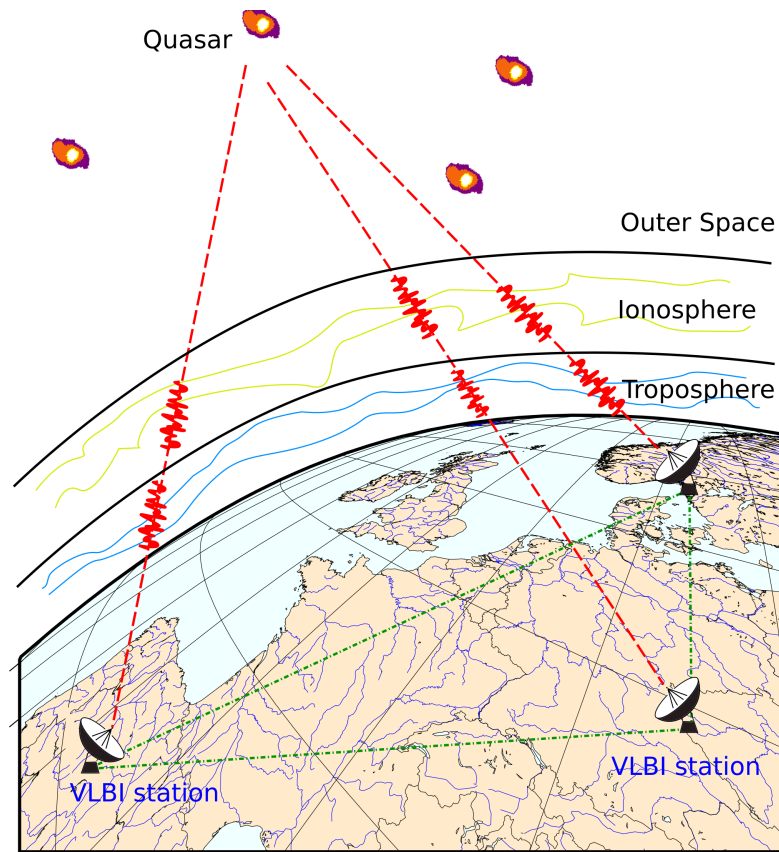 Quasar
Outer Space
Ionosphere
Troposphere
VLBI station
VLBI station